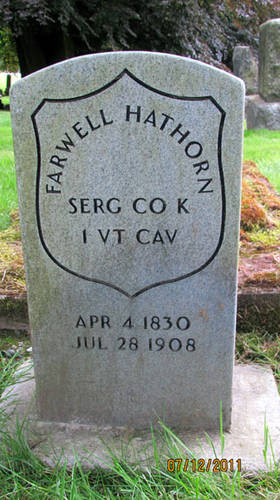 FARWELL HATHORN
SERG CO K
1 VT CAV
APR 4 1830
JUL 28 1908
07/12/2011